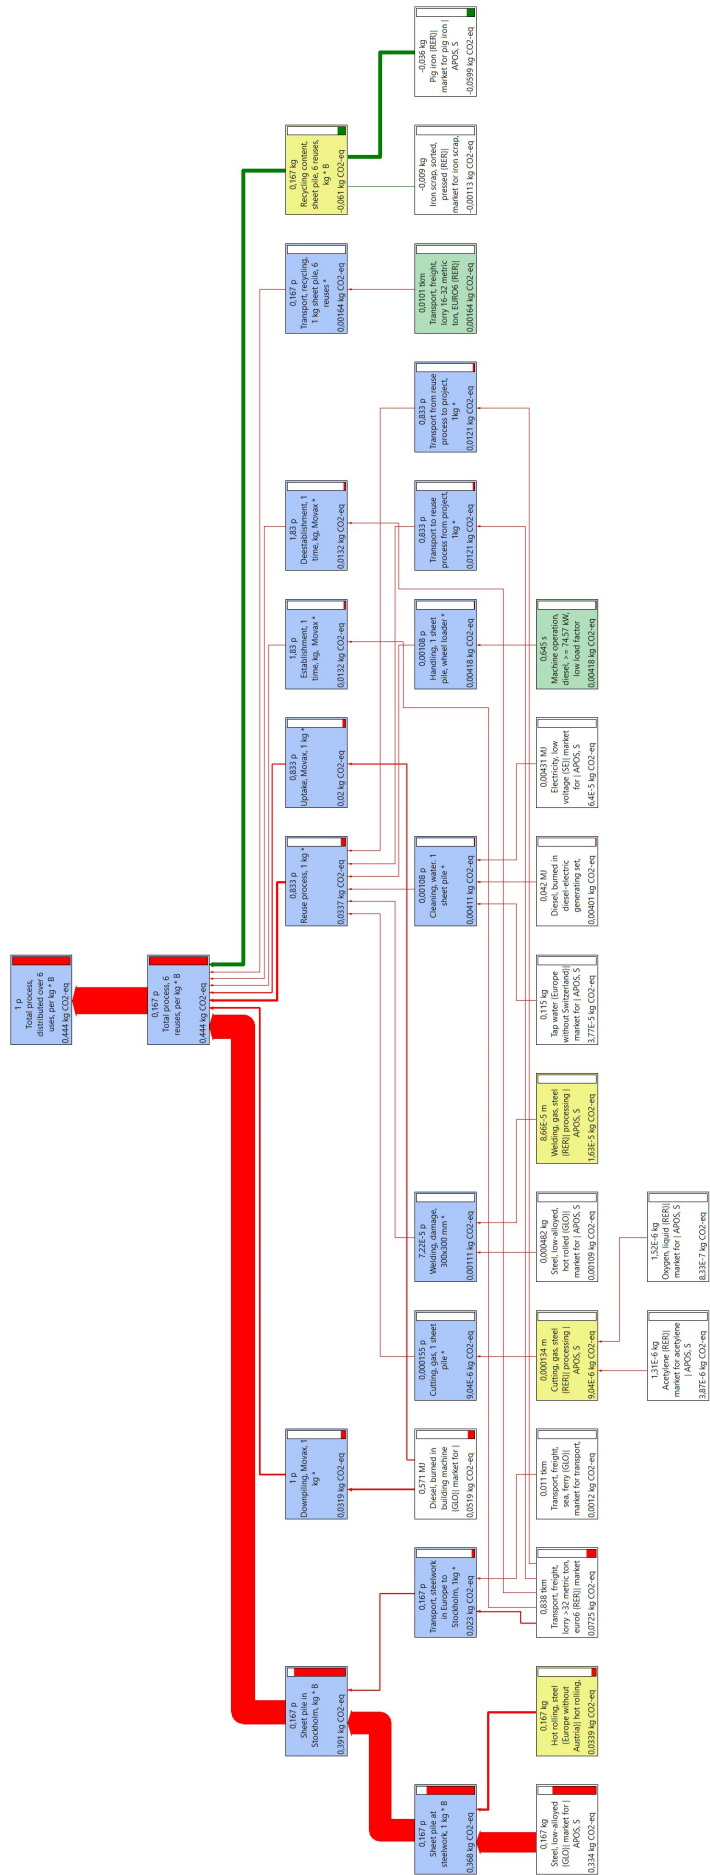 1 p
Total process,
distributed over 6
uses, per kg * B
0,444 kg CO2-eq
0,167 p
Total process, 6
reuses, per kg * B
0,444 kg CO2-eq
0,167 p
Sheet pile in
Stockholm, kg * B
0,391 kg CO2-eq
1 p
Downpiling, Movax, 1
kg *
0,0319 kg CO2-eq
0,833 p
Reuse process, 1 kg *
0,0337 kg CO2-eq
0,833 p
Uptake, Movax, 1 kg *
0,02 kg CO2-eq
1,83 p
Establishment, 1
time, kg, Movax *
0,0132 kg CO2-eq
1,83 p
Deestablishment, 1
time, kg, Movax *
0,0132 kg CO2-eq
0,167 p
Transport, recycling,
1 kg sheet pile, 6
reuses *
0,00164 kg CO2-eq
0,167 kg
Recycling content,
sheet pile, 6 reuses,
kg * B
-0,061 kg CO2-eq
0,167 p
Sheet pile at
steelwork, 1 kg * B
0,368 kg CO2-eq
0,167 p
Transport, steelwork
in Europe to
Stockholm, 1kg *
0,023 kg CO2-eq
0,571 MJ
Diesel, burned in
building machine
{GLO}| market for |
0,0519 kg CO2-eq
0,000155 p
Cutting, gas, 1 sheet
pile *
9,04E-6 kg CO2-eq
7,22E-5 p
Welding, damage,
300x300 mm *
0,00111 kg CO2-eq
0,00108 p
Cleaning, water, 1
sheet pile *
0,00411 kg CO2-eq
0,00108 p
Handling, 1 sheet
pile, wheel loader *
0,00418 kg CO2-eq
0,833 p
Transport to reuse
process from project,
1kg *
0,0121 kg CO2-eq
0,833 p
Transport from reuse
process to project,
1kg *
0,0121 kg CO2-eq
0,0101 tkm
Transport, freight,
lorry 16-32 metric
ton, EURO6 {RER}|
0,00164 kg CO2-eq
-0,009 kg
Iron scrap, sorted,
pressed {RER}|
market for iron scrap,
-0,00113 kg CO2-eq
-0,036 kg
Pig iron {RER}|
market for pig iron |
APOS, S
-0,0599 kg CO2-eq
0,167 kg
Steel, low-alloyed
{GLO}| market for |
APOS, S
0,334 kg CO2-eq
0,167 kg
Hot rolling, steel
{Europe without
Austria}| hot rolling,
0,0339 kg CO2-eq
0,838 tkm
Transport, freight,
lorry >32 metric ton,
euro6 {RER}| market
0,0725 kg CO2-eq
0,011 tkm
Transport, freight,
sea, ferry {GLO}|
market for transport,
0,0012 kg CO2-eq
0,000134 m
Cutting, gas, steel
{RER}| processing |
APOS, S
9,04E-6 kg CO2-eq
0,000482 kg
Steel, low-alloyed,
hot rolled {GLO}|
market for | APOS, S
0,00109 kg CO2-eq
8,66E-5 m
Welding, gas, steel
{RER}| processing |
APOS, S
1,63E-5 kg CO2-eq
0,115 kg
Tap water {Europe
without Switzerland}|
market for | APOS, S
3,77E-5 kg CO2-eq
0,042 MJ
Diesel, burned in
diesel-electric
generating set,
0,00401 kg CO2-eq
0,00431 MJ
Electricity, low
voltage {SE}| market
for | APOS, S
6,4E-5 kg CO2-eq
0,645 s
Machine operation,
diesel, >= 74.57 kW,
low load factor
0,00418 kg CO2-eq
1,31E-6 kg
Acetylene {RER}|
market for acetylene
| APOS, S
3,87E-6 kg CO2-eq
1,52E-6 kg
Oxygen, liquid {RER}|
market for | APOS, S
8,33E-7 kg CO2-eq